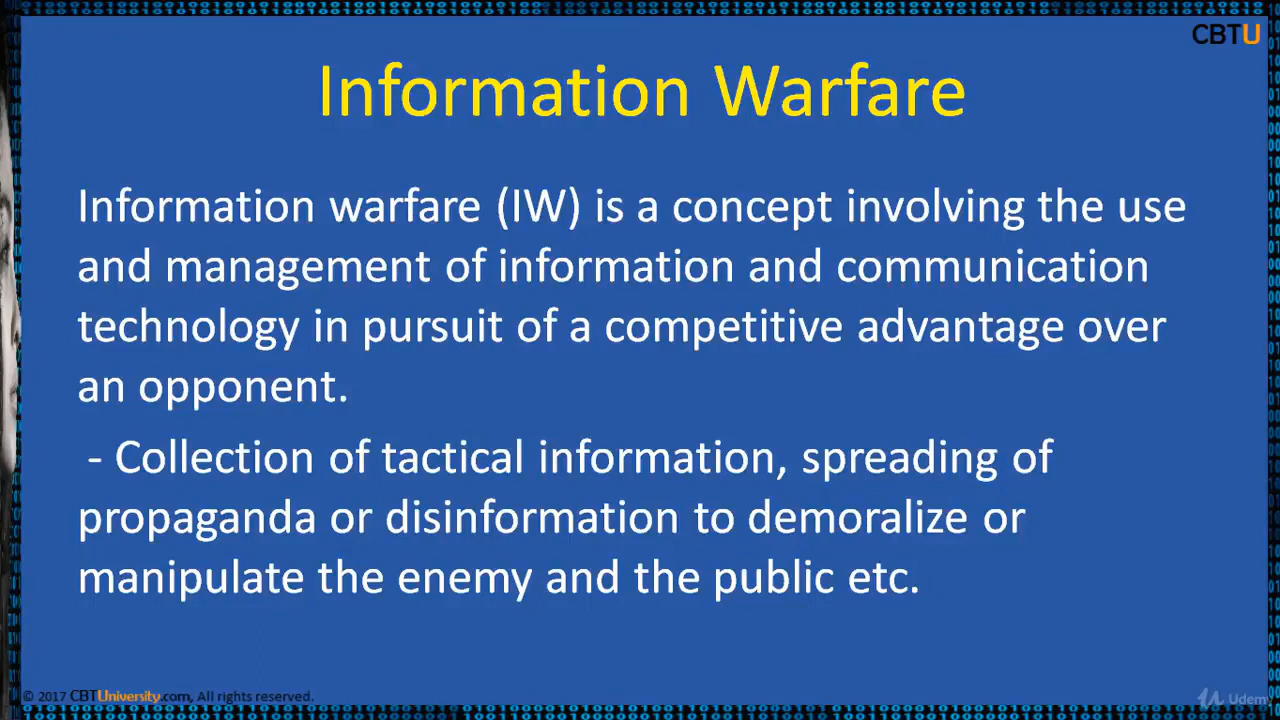 CBTU
Information Warfare
Information warfare (IW) is a concept involving the use
and management of information and communication
technology in pursuit of a competitive advantage over
an opponent.
- Collection of tactical information, spreading of
propaganda or disinformation to demoralize or
manipulate the enemy and the public etc.
© 2017 CBTUniversity.com, All rights reserved.
Udemy